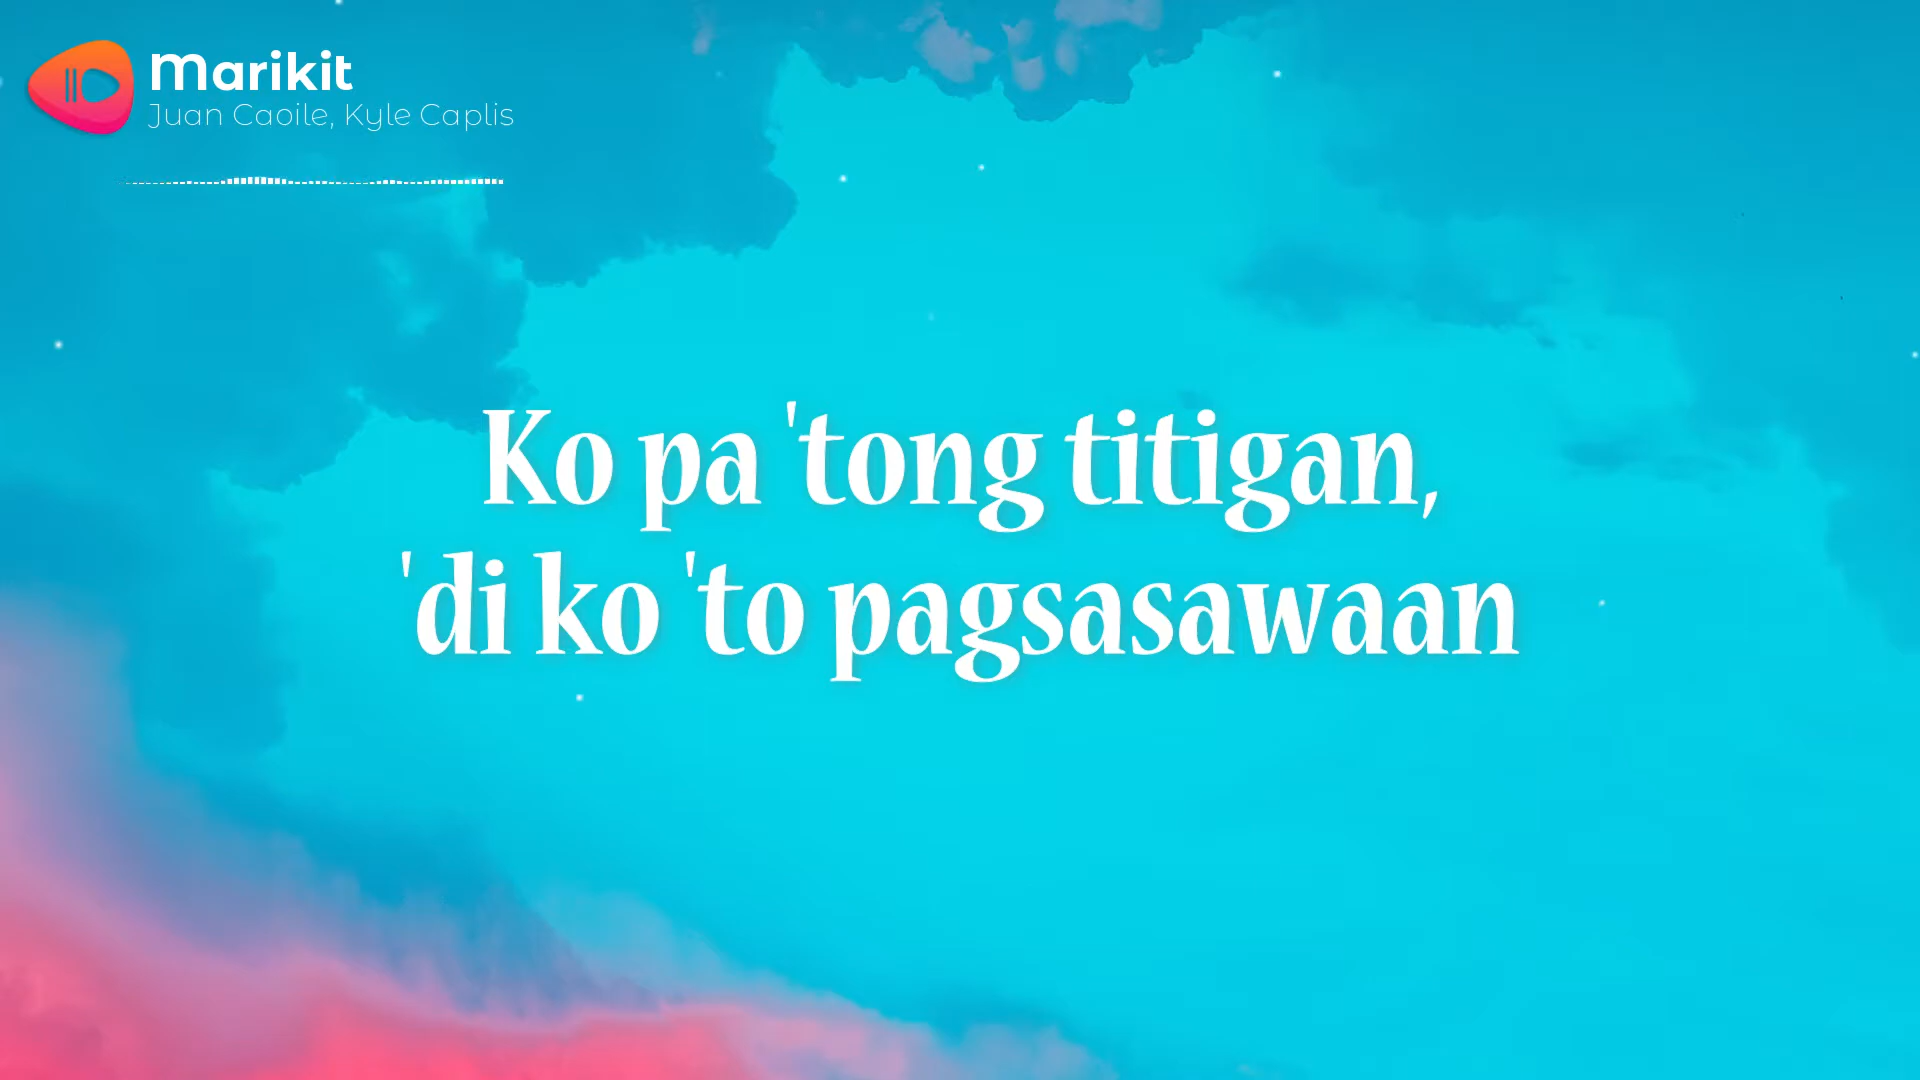 Marikit
Juan Caoile, Kyle Caplis
Ko pa 'tong titigan,
'di ko 'to pagsasawaan